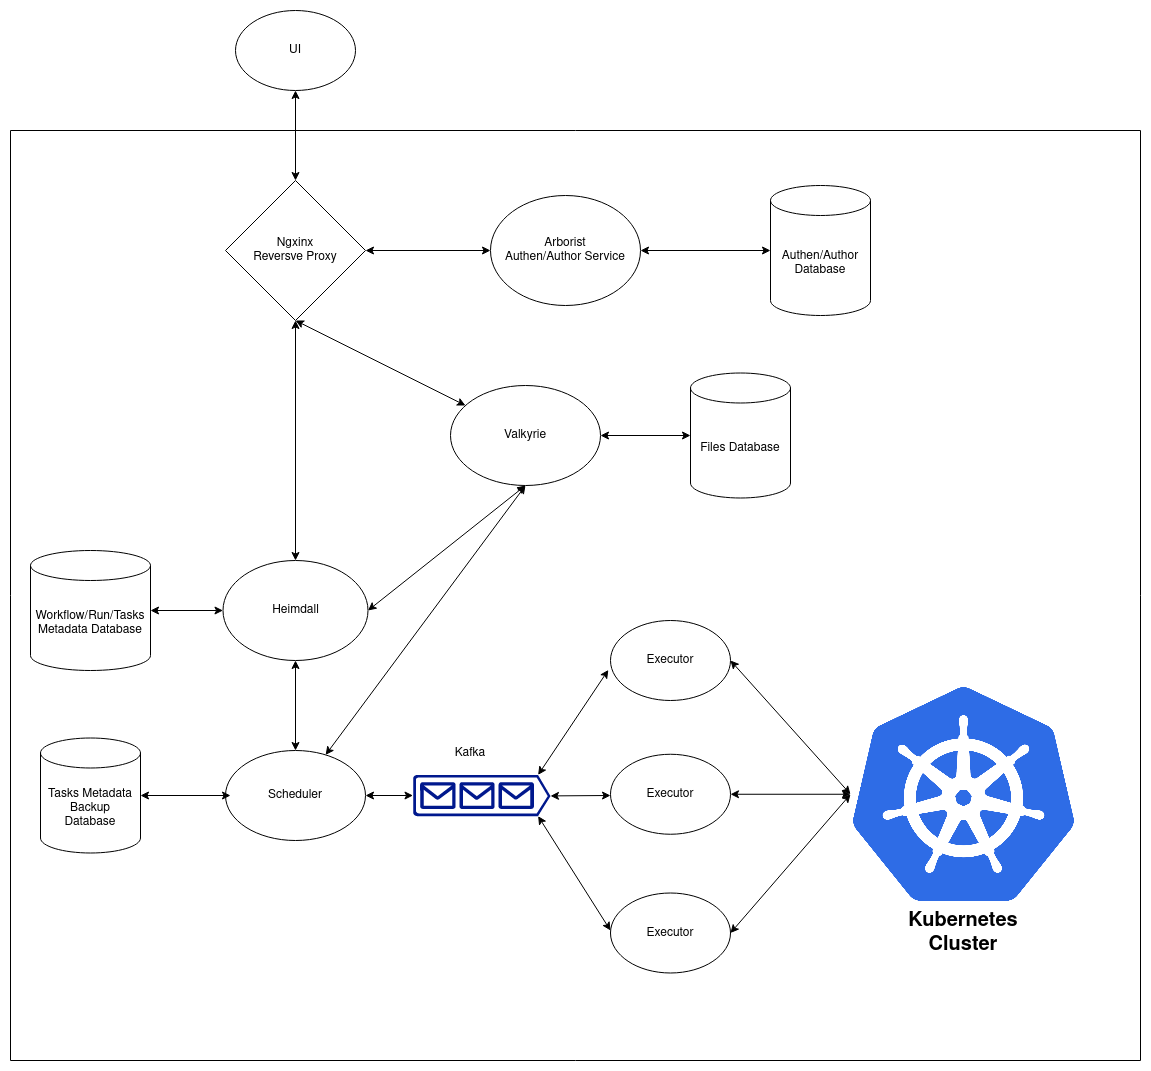 UI
Ngxinx
Reversve Proxy
Arborist
Authen/Author Service
Authen/Author
Database
Valkyrie
Files Database
Workflow/Run/Tasks
Metadata Database
Heimdall
Executor
Kafka
Tasks Metadata
Backup
Database
Scheduler
Executor
Executor
Kubernetes
Cluster